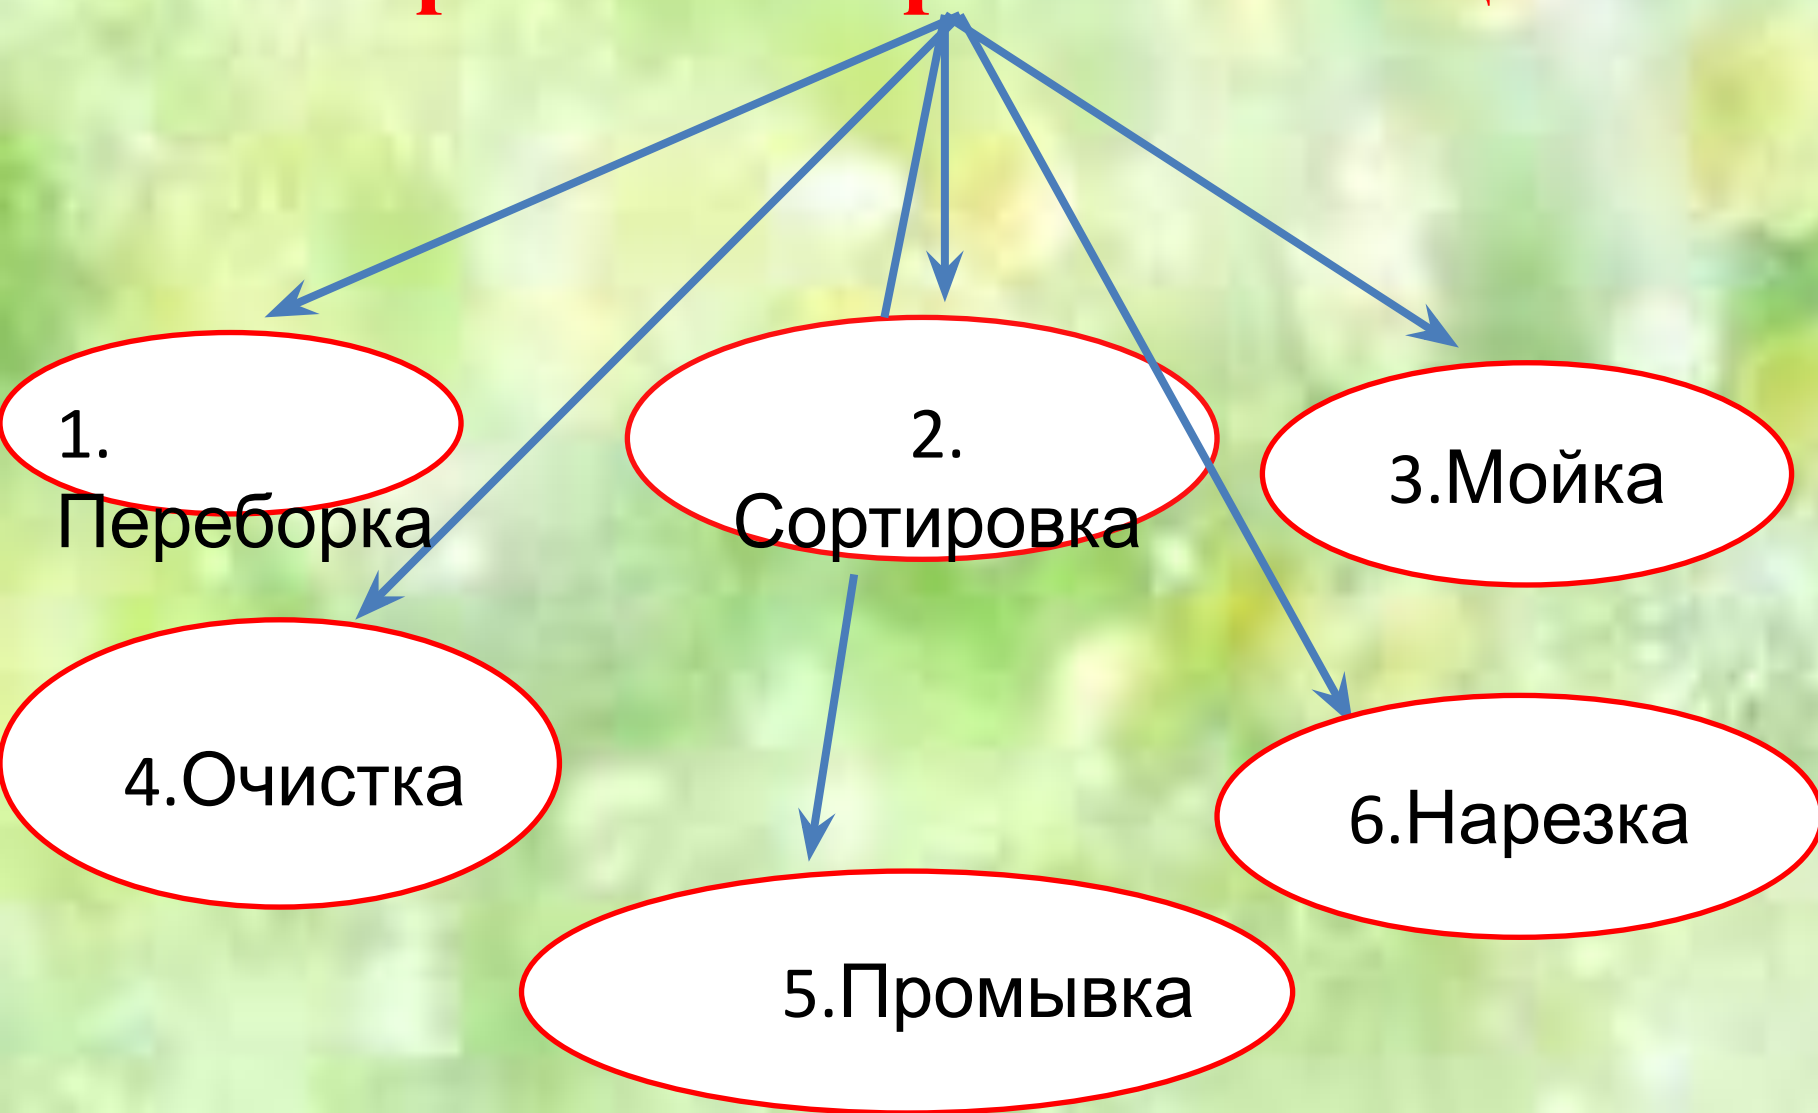 1.
Переборка
2.
Сортировка
3.Мойка
4.Очистка
5.Промывка
6.Нарезка